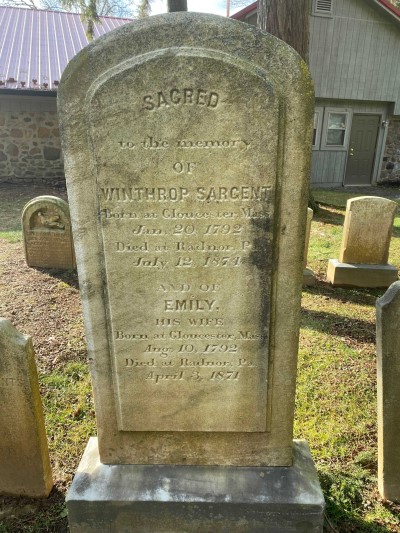 SACRED
to the memory
OF
WINTHROP SARGENT
Born at Gloucester Mass.
Jan. 20. 1792
Died at Radnor Pa.
July 12. 1874
AND OF
EMILY.
HIS WIFE
Born at Gloucester, Mass.
Aug 10. 1792
Died at Radnor Pa.
April 3, 1871